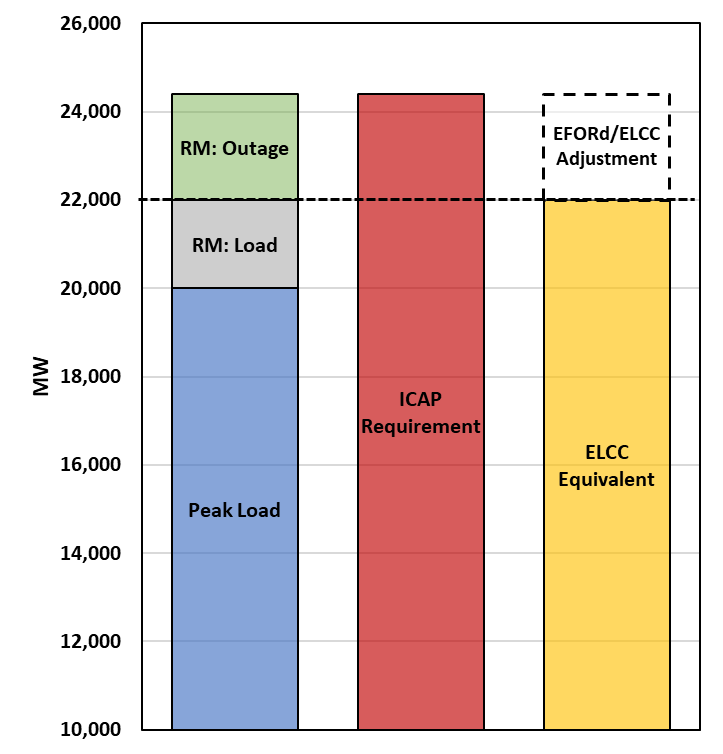 26,000
24,000
22,000
20,000
18,000
16,000
14,000
12,000
10,000
MW
RM: Outage
RM: Load
Peak Load
ICAP
Requirement
EFORd/ELCC
Adjustment
ELCC
Equivalent